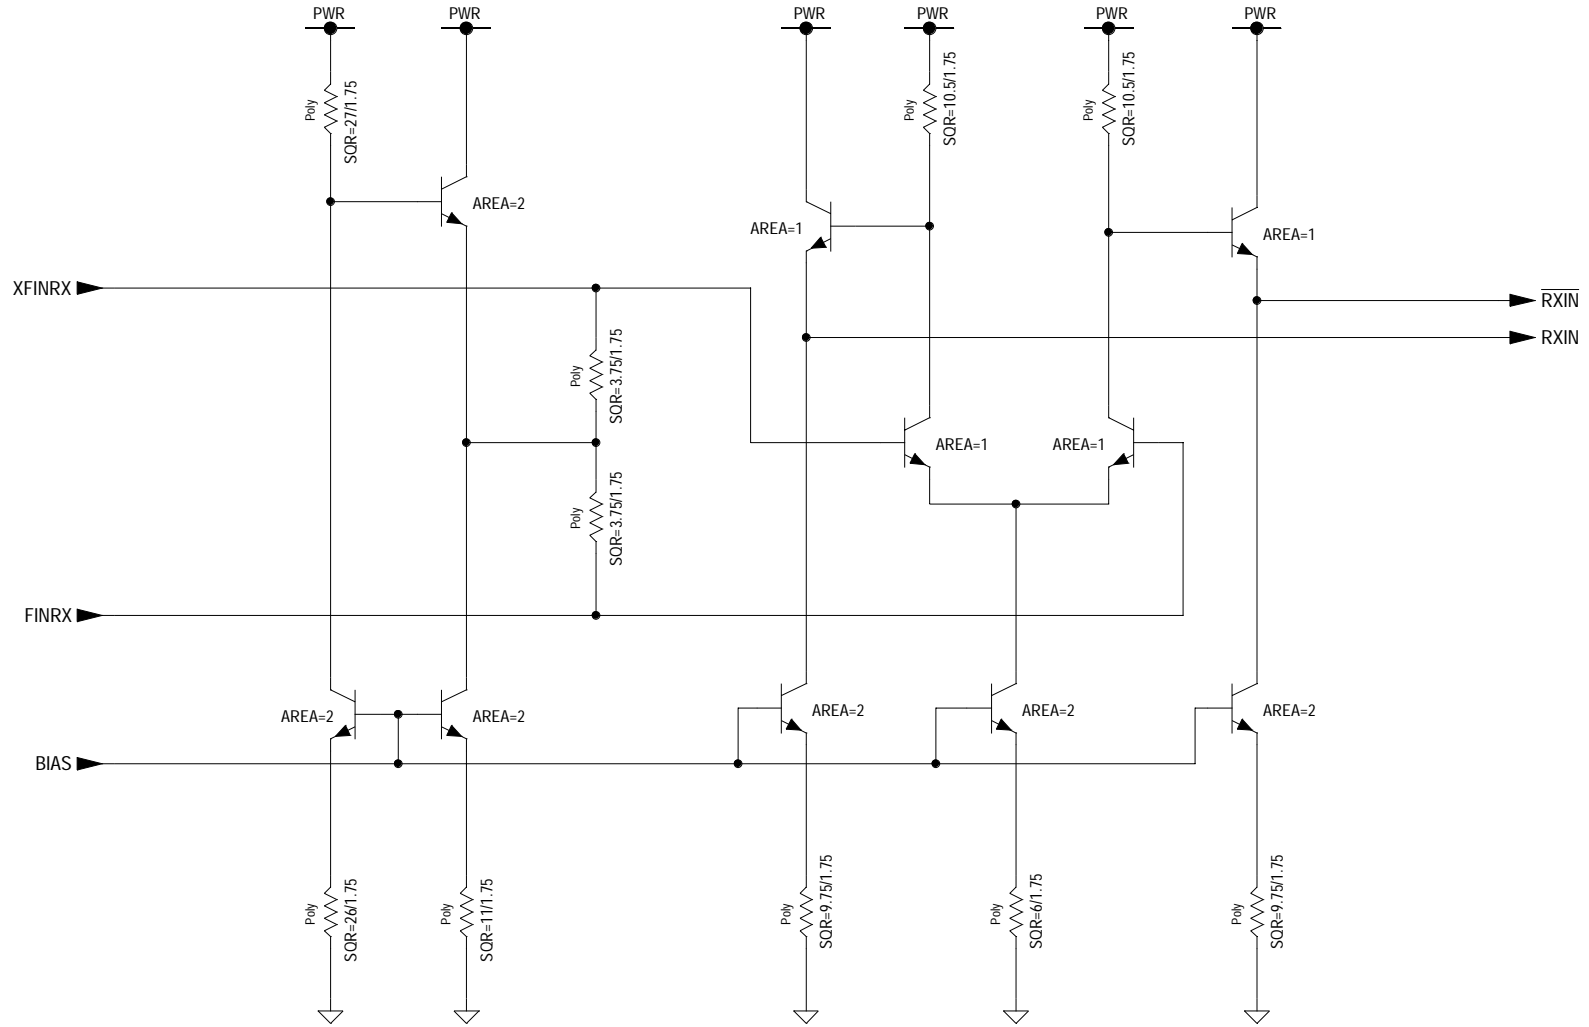 PWR
PWR
PWR
PWR
PWR
PWR
Poly
SQR=27/1.75
Poly
SQR=10.5/1.75
Poly
SQR=10.5/1.75
AREA=2
AREA=1
AREA=1
XFINRX
RXIN
RXIN
Poly
SQR=3.75/1.75
AREA=1
AREA=1
Poly
SQR=3.75/1.75
FINRX
AREA=2
AREA=2
AREA=2
AREA=2
AREA=2
BIAS
Poly
SQR=26/1.75
Poly
SQR=11/1.75
Poly
SQR=9.75/1.75
Poly
SQR=6/1.75
Poly
SQR=9.75/1.75